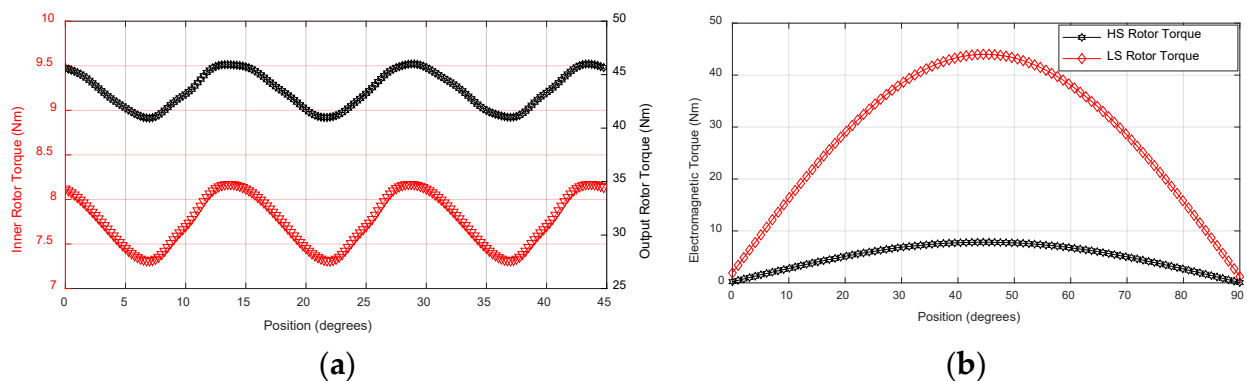 10
9.5
9
8.5
8
7.5
7
Inner Rotor Torque (Nm)
50
45
40
35
30
25
Output Rotor Torque (Nm)
0 5 10 15 20 25 30 35 40 45
Position (degrees)
(a)
50
40
30
20
10
0
Electromagnetic Torque (Nm)
HS Rotor Torque
LS Rotor Torque
0 10 20 30 40 50 60 70 80 90
Position (degrees)
(b)